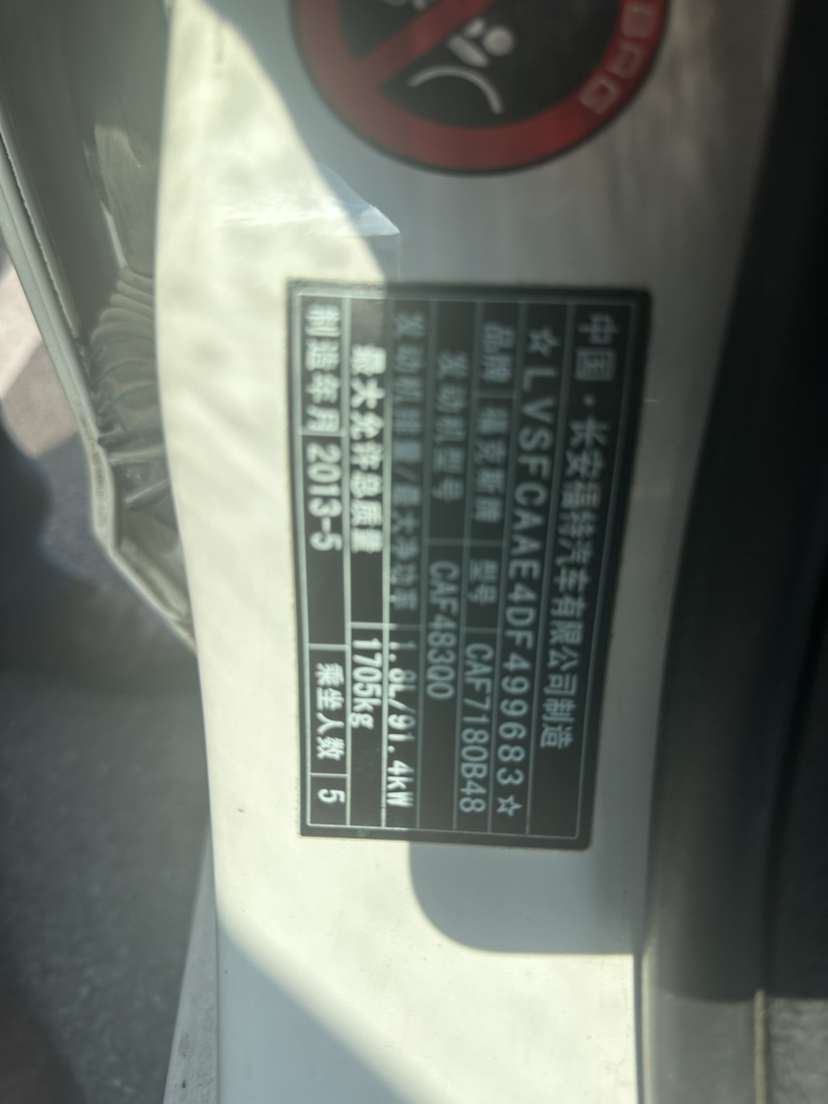 BAG
中国·长安福特汽车有限公司制造
☆LVSFCAAE4DF499683☆
品牌 福克斯牌 型号 CAF7180B48
发动机型号 CAF483Q0
发动机排量/最大净功率 1.8L/91.4kW
最大允许总质量 1705kg
制造年月 2013-5 乘坐人数 5